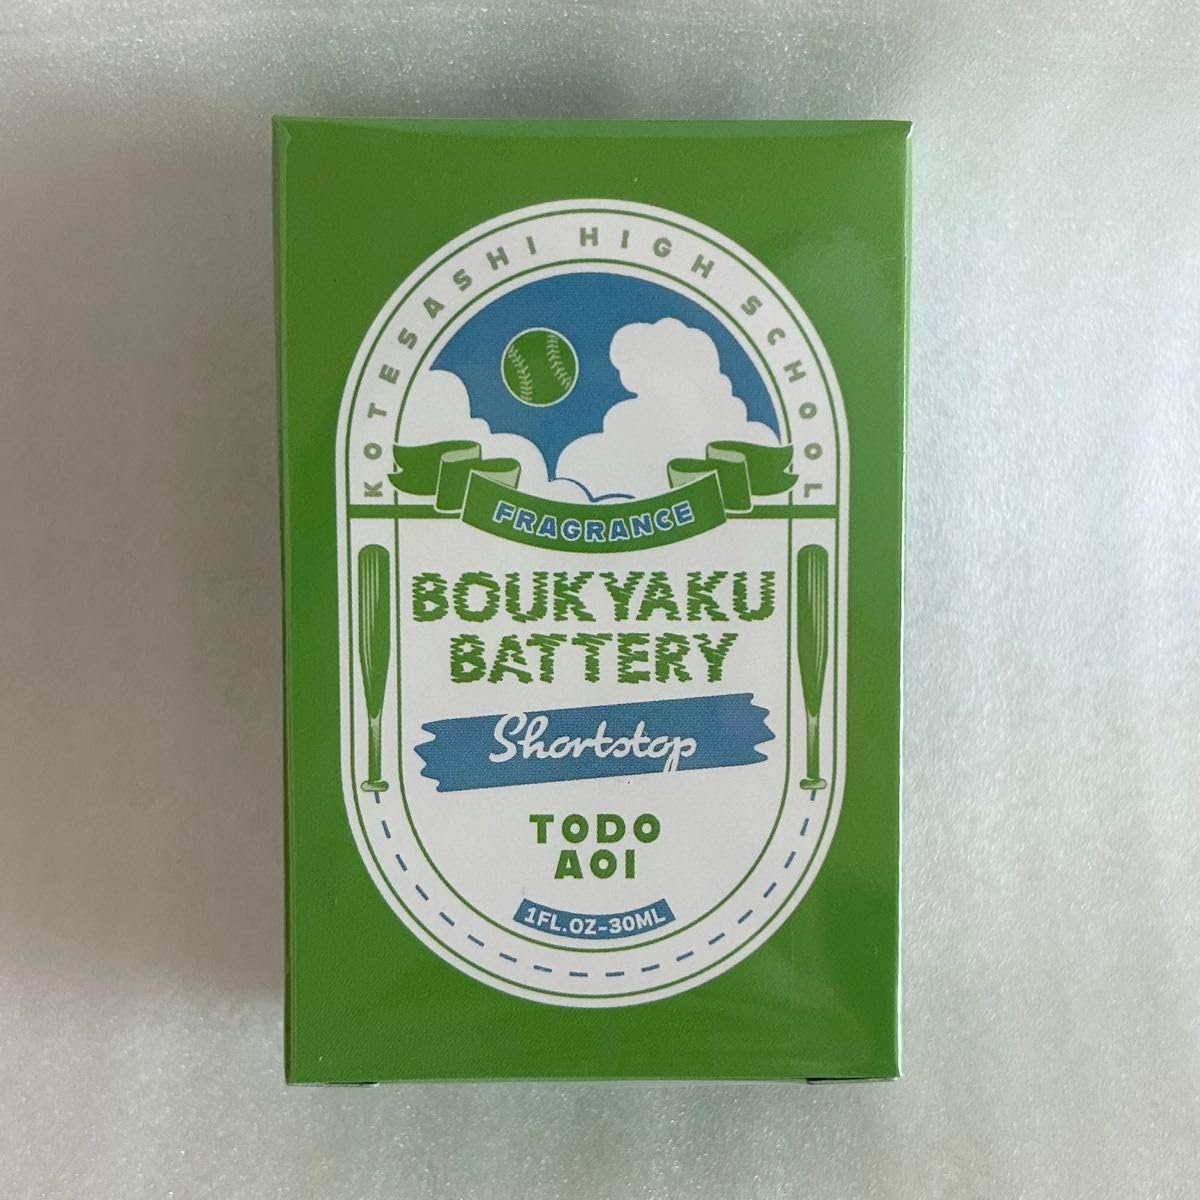 KOTESASHI HIGH SCHOOL
FRAGRANCE
BOUKYAKU
BATTERY
Shortstop
TODO
AOI
1FL.OZ-30ML